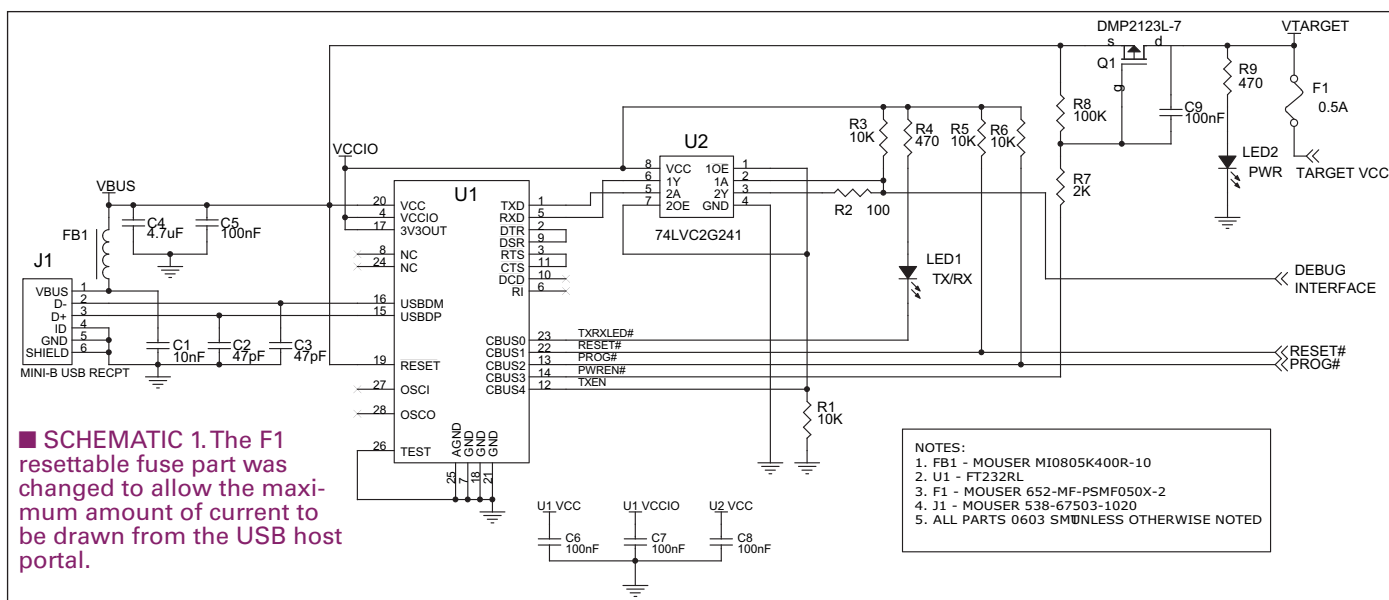 DMP2123L-7
VTARGET
s
d
Q1
g
R9
470
F1
0.5A
R8
100K
C9
100nF
R3
10K
R4
470
R5
10K
R6
10K
U2
VCCIO
8 VCC 1OE 1
6 1Y 1A 2
5 2A 2Y 3
7 2OE GND 4
74LVC2G241
R2 100
LED2
PWR
TARGET VCC
R7
2K
VBUS
U1
C4
4.7uF
C5
100nF
FB1
20 VCC TXD 1
4 VCCIO RXD 5
17 3V3OUT DTR 2
DSR 9
8 NC RTS 3
24 NC CTS 11
DCD 10
RI 6
LED1
TX/RX
DEBUG
INTERFACE
J1
VBUS 1
D- 2
D+ 3
ID 4
GND 5
SHIELD 6
MINI-B USB RECPT
16 USBDM
15 USBDP
C1
10nF
C2
47pF
C3
47pF
CBUS0 23 TXRXLED#
CBUS1 22 RESET#
CBUS2 13 PROG#
CBUS3 14 PWREN#
CBUS4 12 TXEN
RESET#
PROG#
19 RESET
27 OSCI
28 OSCO
26 TEST
AGND GND GND GND
25 7 18 21
R1
10K
■ SCHEMATIC 1. The F1
resettable fuse part was
changed to allow the maxi-
mum amount of current to
be drawn from the USB host
portal.
U1 VCC
C6
100nF
U1 VCCIO
C7
100nF
U2 VCC
C8
100nF
NOTES:
1. FB1 - MOUSER MI0805K400R-10
2. U1 - FT232RL
3. F1 - MOUSER 652-MF-PSMF050X-2
4. J1 - MOUSER 538-67503-1020
5. ALL PARTS 0603 SMT UNLESS OTHERWISE NOTED